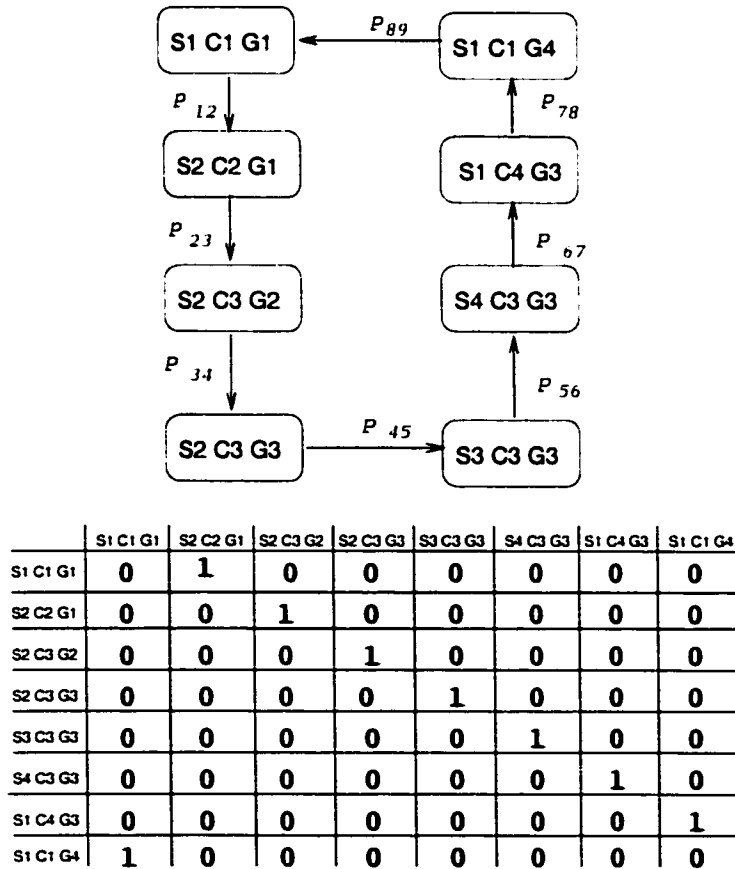 S1 C1 G1
P89
S1 C1 G4
P12
P78
S2 C2 G1
S1 C4 G3
P23
P67
S2 C3 G2
S4 C3 G3
P34
P56
S2 C3 G3
P45
S3 C3 G3
S1 C1 G1 S2 C2 G1 S2 C3 G2 S2 C3 G3 S3 C3 G3 S4 C3 G3 S1 C4 G3 S1 C1 G4
S1 C1 G1 0 1 0 0 0 0 0 0
S2 C2 G1 0 0 1 0 0 0 0 0
S2 C3 G2 0 0 0 1 0 0 0 0
S2 C3 G3 0 0 0 0 1 0 0 0
S3 C3 G3 0 0 0 0 0 1 0 0
S4 C3 G3 0 0 0 0 0 0 1 0
S1 C4 G3 0 0 0 0 0 0 0 1
S1 C1 G4 1 0 0 0 0 0 0 0